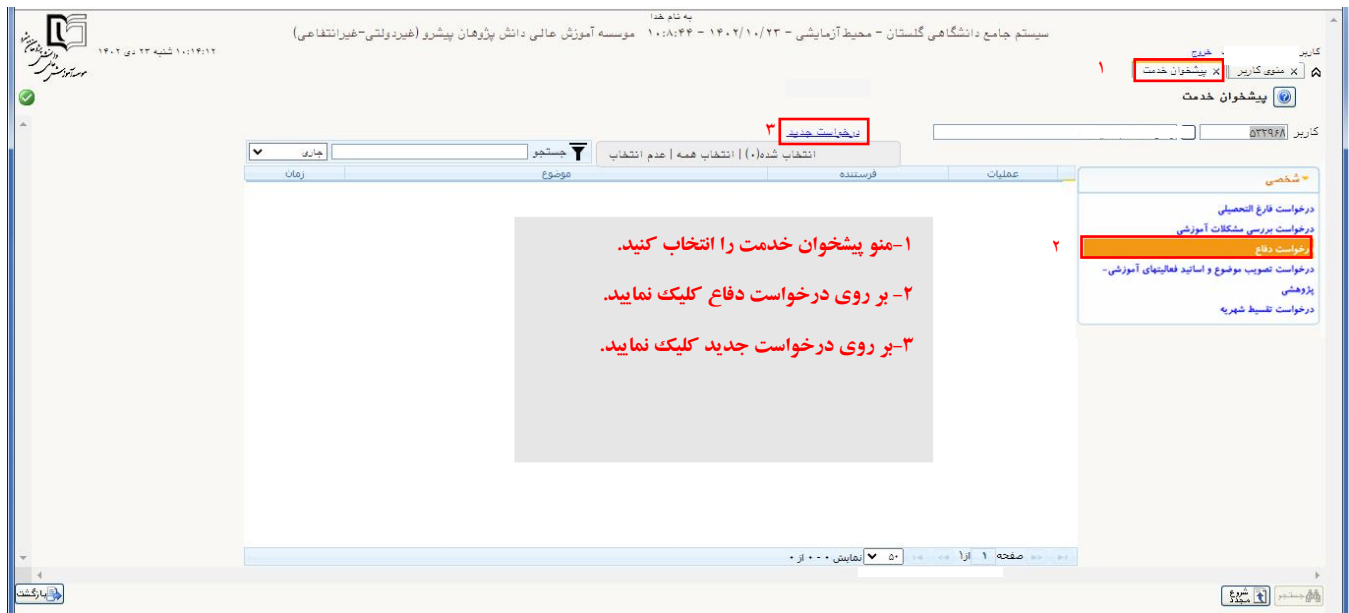 به نام خدا
سیستم جامع دانشگاهی گلستان - محیط آزمایشی - ۱۴۰۲/۱۰/۲۳ - ۱۰:۸:۴۴ موسسه آموزش عالی دانش پژوهان پیشرو (غیردولتی-غیرانتفاعی)
۱۰:۱۴:۱۲ شنبه ۲۳ دی ۱۴۰۲
کاربر
خروج
x منوی کاربر
x پیشخوان خدمت
۱
پیشخوان خدمت
کاربر ۵۲۲۹۶۸
درخواست جدید ۳
انتخاب شده(۰) | انتخاب همه | عدم انتخاب
جستجو
جاری
عملیات فرستنده موضوع زمان
شخصی
درخواست فارغ التحصیلی
درخواست بررسی مشکلات آموزشی
رخواست دفاع
۲
درخواست تصویب موضوع و اساتید فعالیتهای آموزشی-
پژوهشی
درخواست تقسیط شهریه
۱-منو پیشخوان خدمت را انتخاب کنید.
۲- بر روی درخواست دفاع کلیک نمایید.
۳-بر روی درخواست جدید کلیک نمایید.
صفحه ۱ از۱
۵۰
نمایش ۰ - ۰ از ۰
جستجو
شروع مجدد
بازگشت